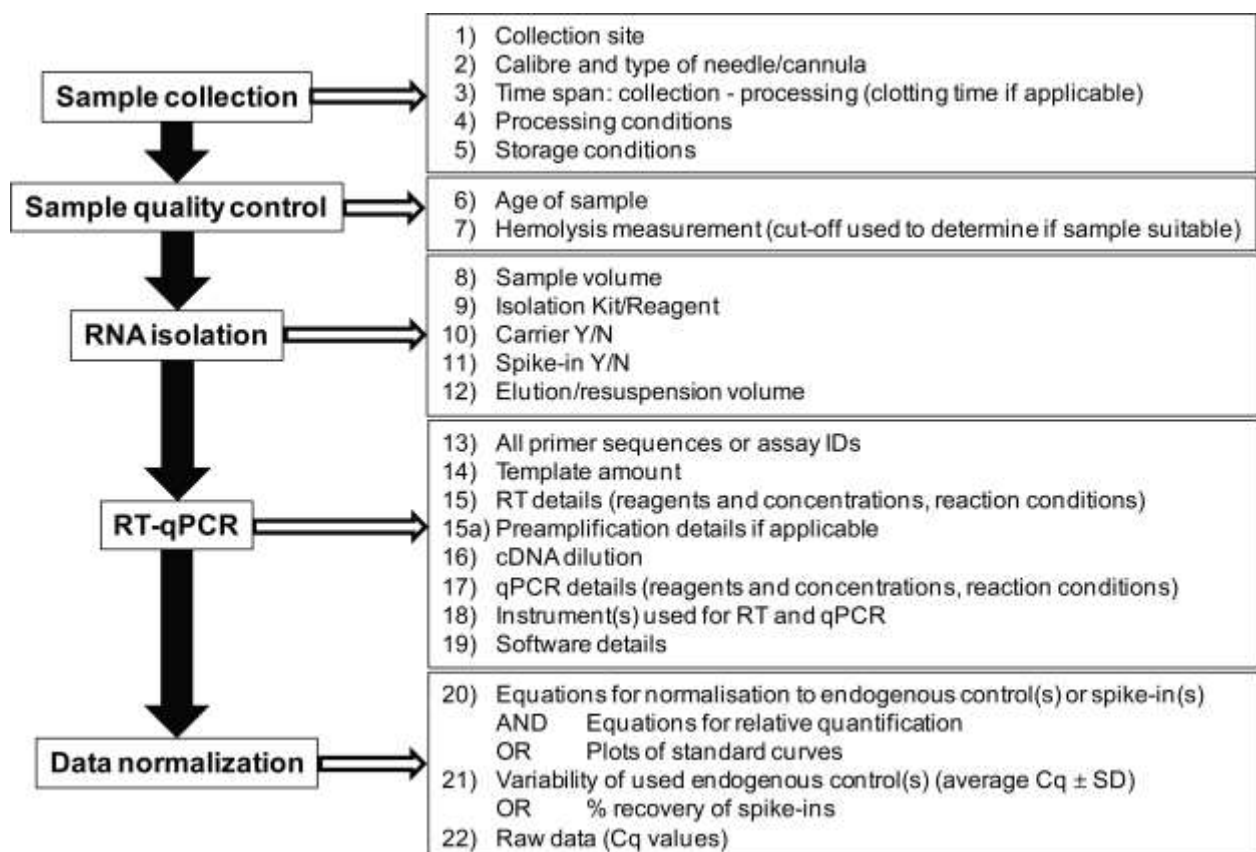 Sample collection
1) Collection site
2) Calibre and type of needle/cannula
3) Time span: collection - processing (clotting time if applicable)
4) Processing conditions
5) Storage conditions
Sample quality control
6) Age of sample
7) Hemolysis measurement (cut-off used to determine if sample suitable)
RNA isolation
8) Sample volume
9) Isolation Kit/Reagent
10) Carrier Y/N
11) Spike-in Y/N
12) Elution/resuspension volume
RT-qPCR
13) All primer sequences or assay IDs
14) Template amount
15) RT details (reagents and concentrations, reaction conditions)
15a) Preamplification details if applicable
16) cDNA dilution
17) qPCR details (reagents and concentrations, reaction conditions)
18) Instrument(s) used for RT and qPCR
19) Software details
Data normalization
20) Equations for normalisation to endogenous control(s) or spike-in(s)
AND Equations for relative quantification
OR Plots of standard curves
21) Variability of used endogenous control(s) (average Cq ± SD)
OR % recovery of spike-ins
22) Raw data (Cq values)